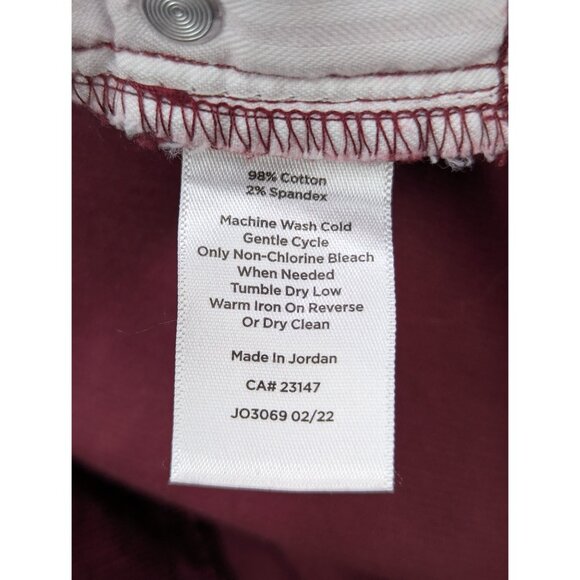 98% Cotton
2% Spandex
Machine Wash Cold
Gentle Cycle
Only Non-Chlorine Bleach
When Needed
Tumble Dry Low
Warm Iron On Reverse
Or Dry Clean
Made In Jordan
CA# 23147
JO3069 02/22